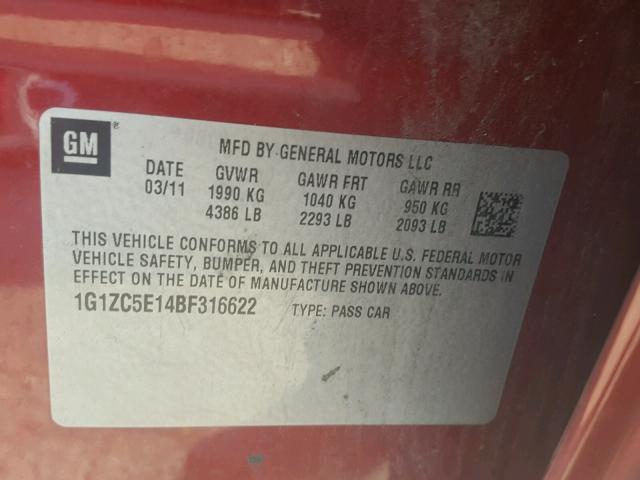 GM®
MFD BY GENERAL MOTORS LLC
DATE GVWR GAWR FRT GAWR RR
03/11 1990 KG 1040 KG 950 KG
4386 LB 2293 LB 2093 LB
THIS VEHICLE CONFORMS TO ALL APPLICABLE U.S. FEDERAL MOTOR
VEHICLE SAFETY, BUMPER, AND THEFT PREVENTION STANDARDS IN
EFFECT ON THE DATE OF MANUFACTURE SHOWN ABOVE.
1G1ZC5E14BF316622 TYPE: PASS CAR